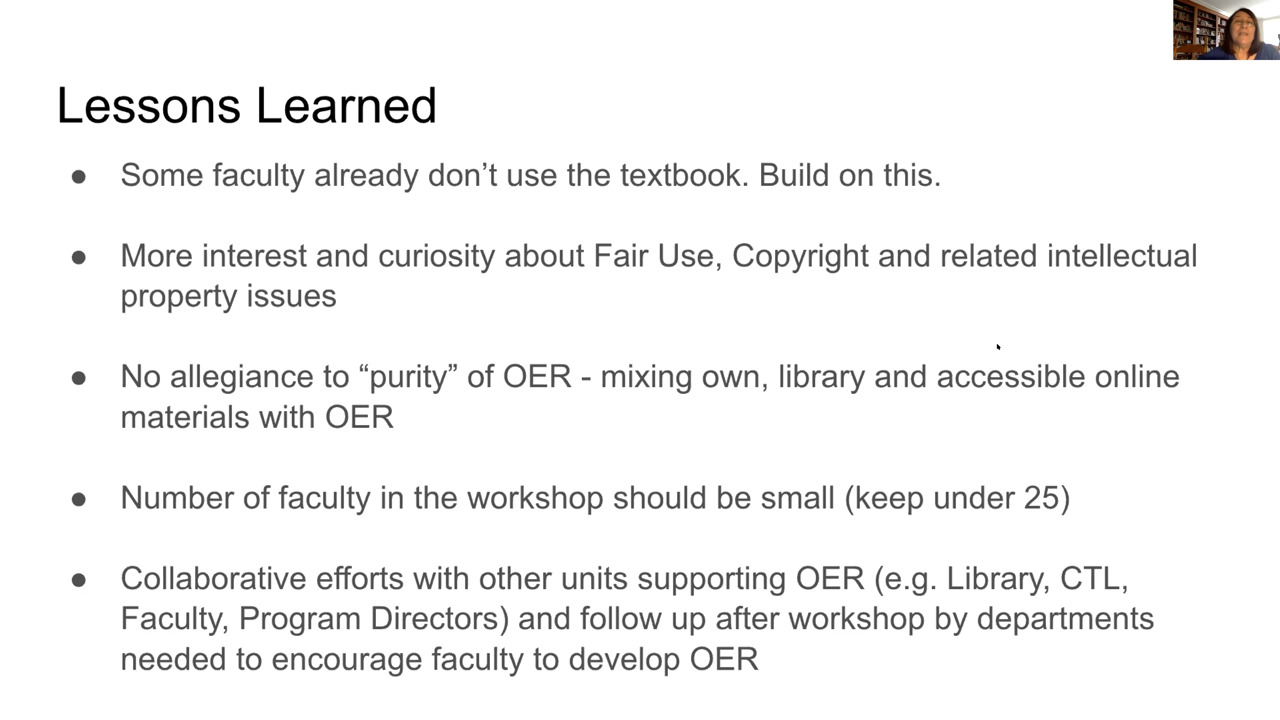 Lessons Learned
● Some faculty already don’t use the textbook. Build on this.
● More interest and curiosity about Fair Use, Copyright and related intellectual
property issues
● No allegiance to “purity” of OER - mixing own, library and accessible online
materials with OER
● Number of faculty in the workshop should be small (keep under 25)
● Collaborative efforts with other units supporting OER (e.g. Library, CTL,
Faculty, Program Directors) and follow up after workshop by departments
needed to encourage faculty to develop OER